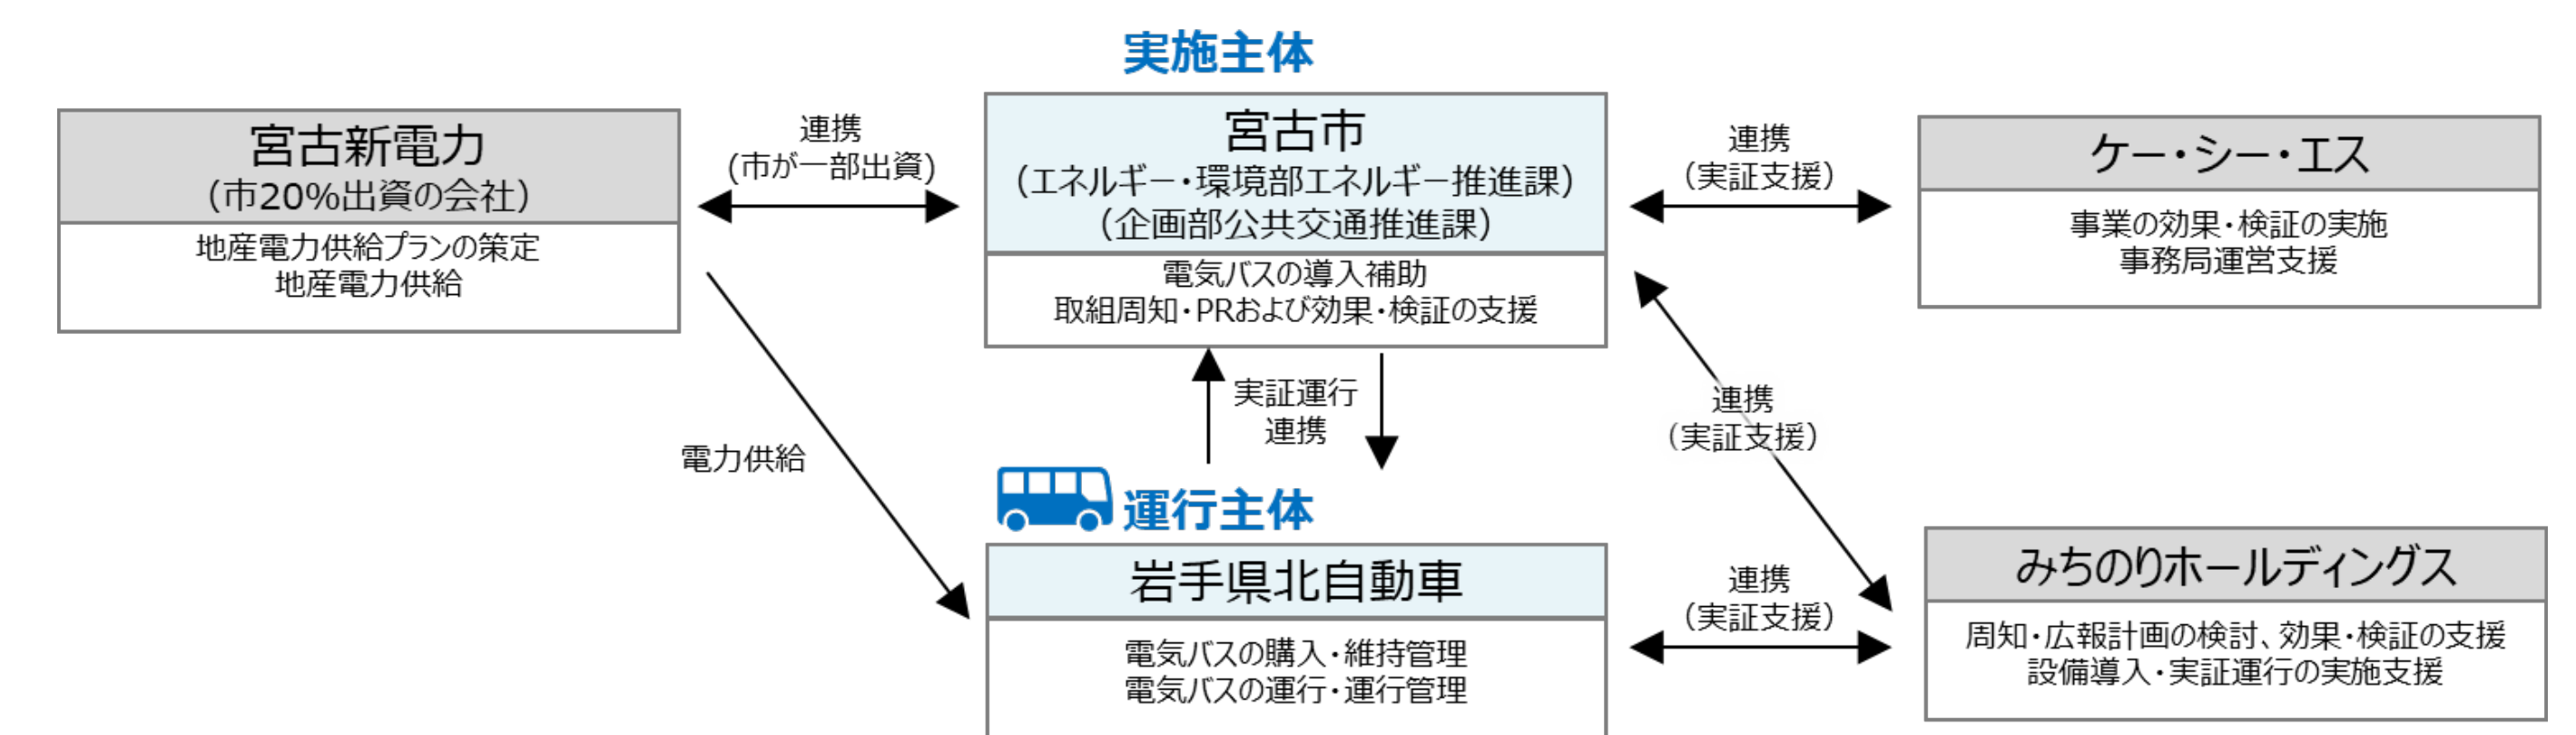 実施主体
宮古新電力
(市20%出資の会社)
地産電力供給プランの策定
地産電力供給
連携
(市が一部出資)
宮古市
(エネルギー・環境部エネルギー推進課)
(企画部公共交通推進課)
電気バスの導入補助
取組周知・PRおよび効果・検証の支援
連携
(実証支援)
ケー・シー・エス
事業の効果・検証の実施
事務局運営支援
実証運行
連携
連携
(実証支援)
電力供給
運行主体
岩手県北自動車
電気バスの購入・維持管理
電気バスの運行・運行管理
連携
(実証支援)
みちのりホールディングス
周知・広報計画の検討、効果・検証の支援
設備導入・実証運行の実施支援